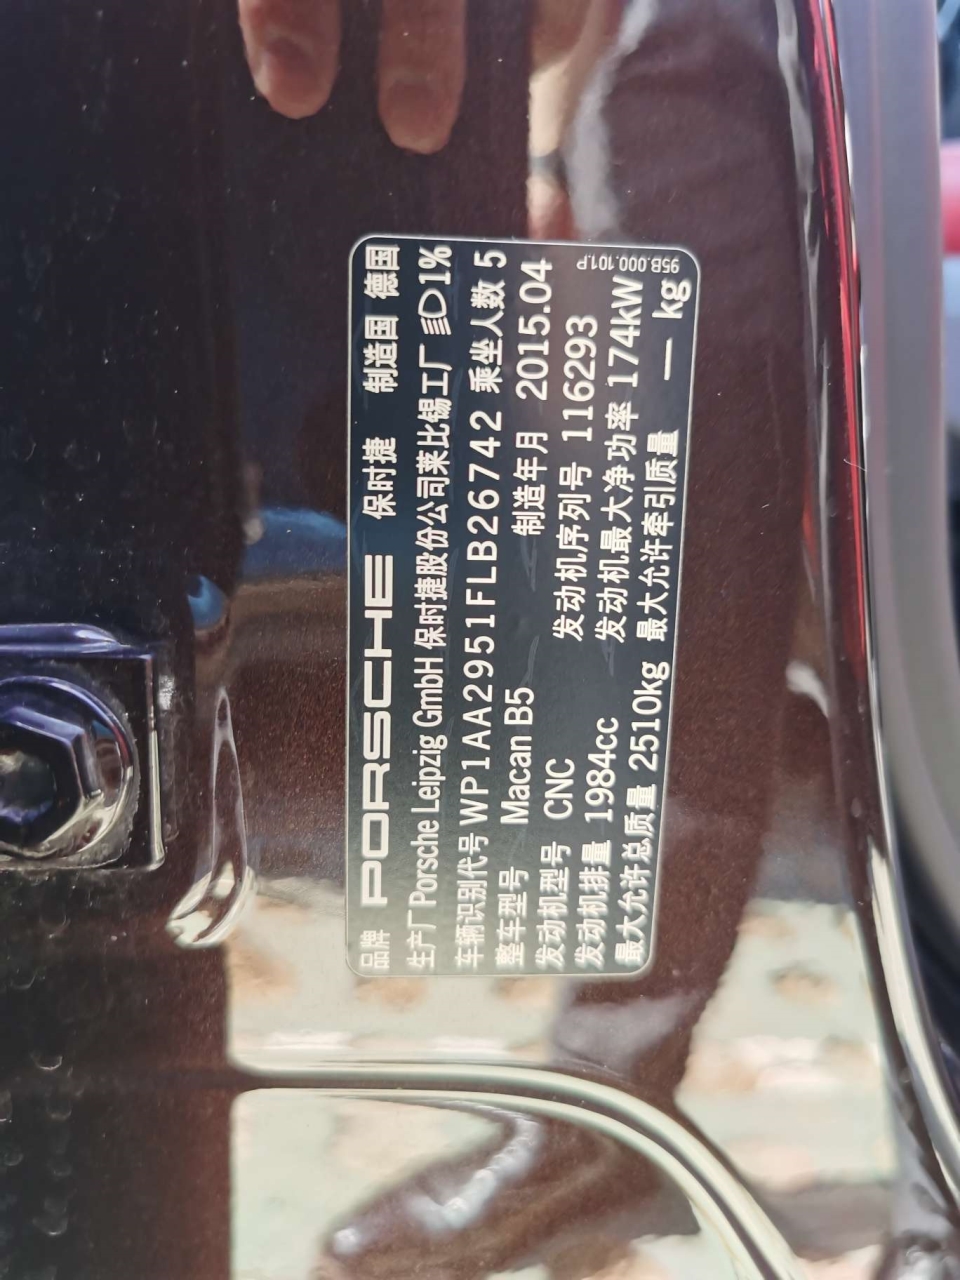 品牌 PORSCHE 保时捷 制造国 德国
生产厂 Porsche Leipzig GmbH 保时捷股份公司莱比锡工厂 1%
车辆识别代号 WP1AA2951FLB26742 乘坐人数 5
整车型号 Macan B5 制造年月 2015.04
发动机型号 CNC 发动机序列号 116293
发动机排量 1984cc 发动机最大净功率 174kW
最大允许总质量 2510kg 最大允许牵引质量 — kg
95B.000.101.P